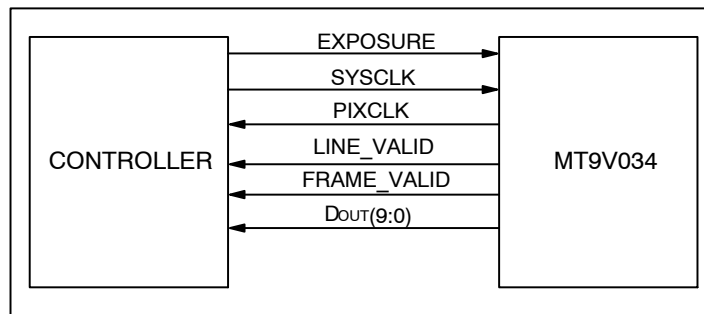 EXPOSURE
SYSCLK
PIXCLK
CONTROLLER
LINE_VALID
MT9V034
FRAME_VALID
DOUT(9:0)